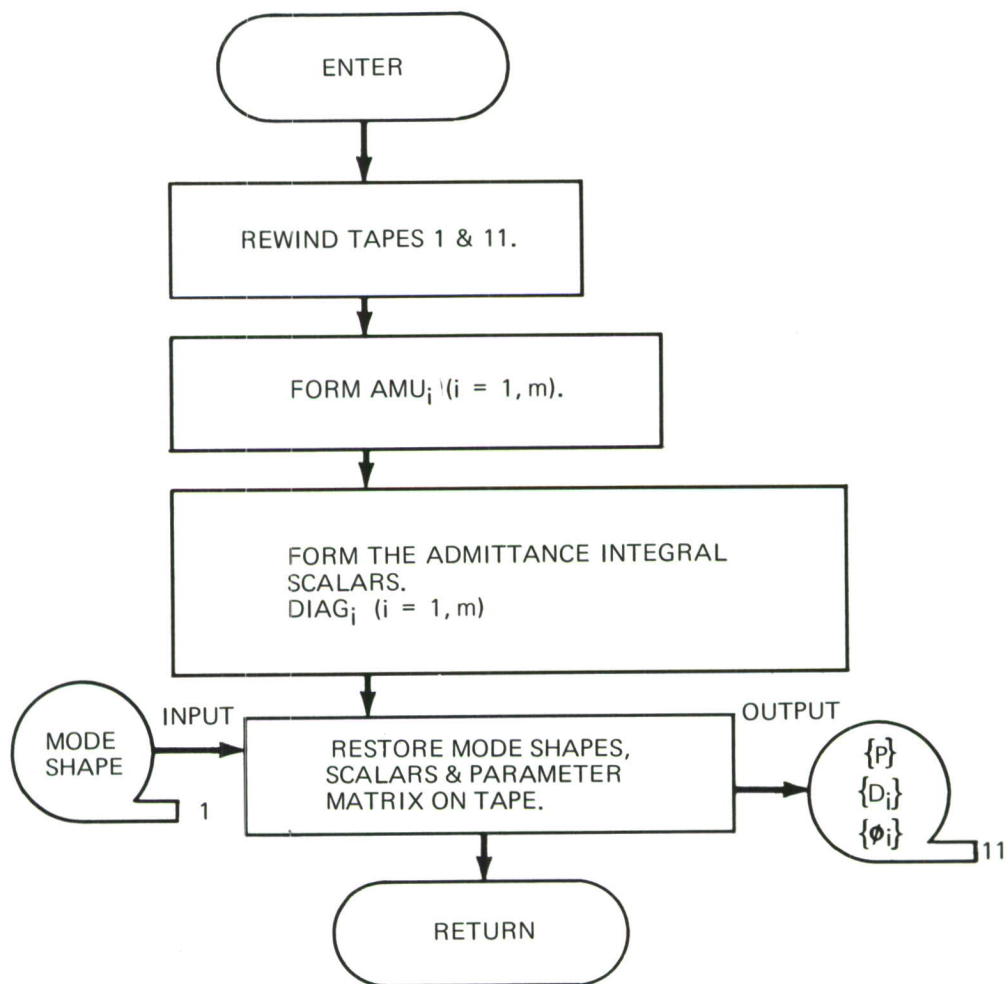 ENTER
REWIND TAPES 1 & 11.
FORM AMUᵢ (i = 1, m).
FORM THE ADMITTANCE INTEGRAL
SCALARS.
DIAGᵢ (i = 1, m)
INPUT
MODE
SHAPE
1
RESTORE MODE SHAPES,
SCALARS & PARAMETER
MATRIX ON TAPE.
OUTPUT
{P}
{Dᵢ}
{ϕᵢ}
11
RETURN